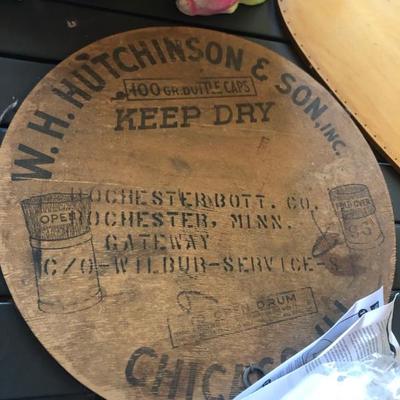 W.H. HUTCHINSON & SON, INC.
100 GR. BOTTLE CAPS
KEEP DRY
OPEN
ROCHESTER BOTT. CO.
ROCHESTER, MINN.
GATEWAY
C/O-WILBUR-SERVICE-S
OPEN DRUM
CHICAGO